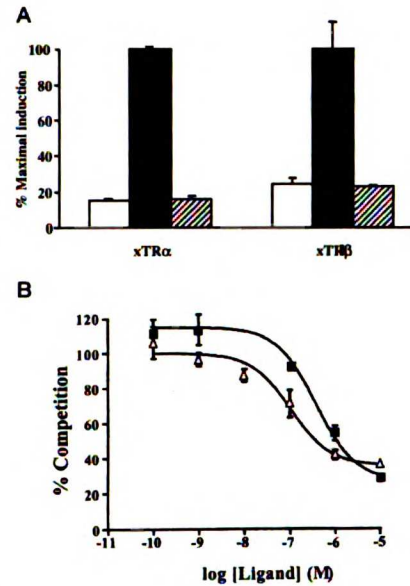 A
% Maximal induction
100
80
60
40
20
0
xTRα
xTRβ
B
% Competition
120
100
80
60
40
20
0
-11 -10 -9 -8 -7 -6 -5
log [Ligand] (M)